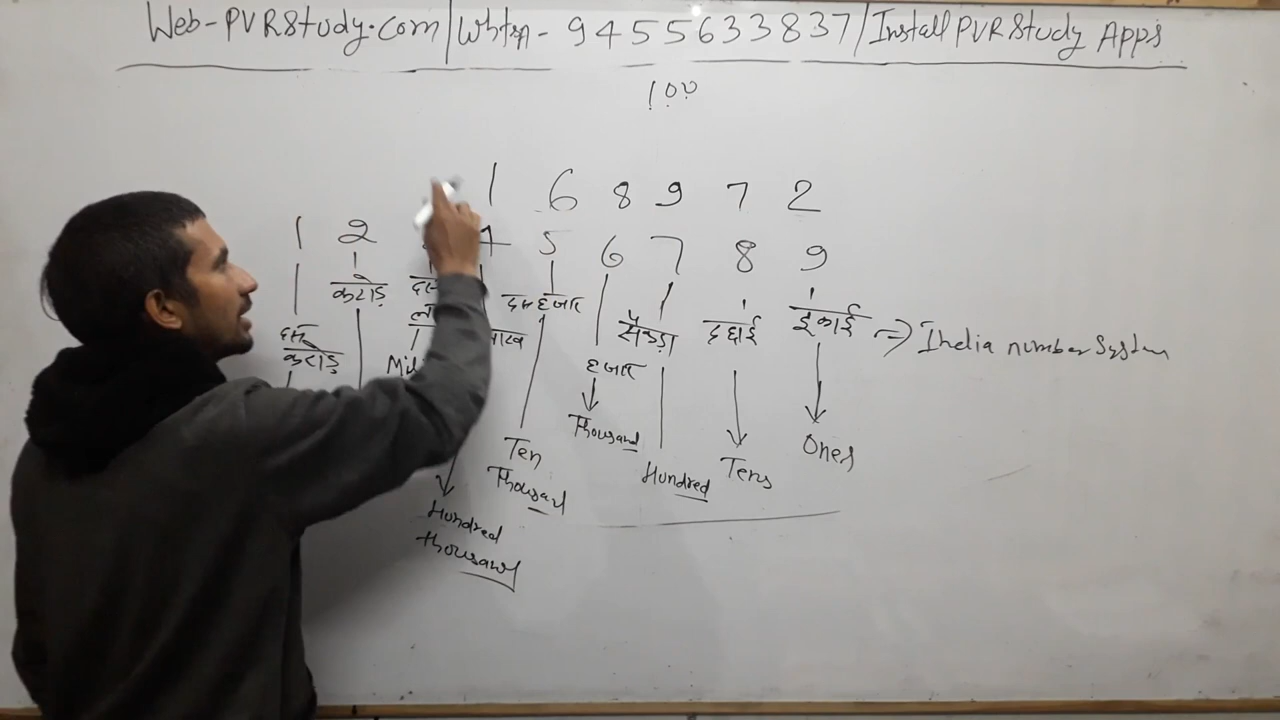 Web-PVRStudy.com/Whtsp-9455633837/Install PVR Study Apps
100
1 6 8 9 7 2
1 2 4 5 6 7 8 9
करोड़ दस हजार सैकड़ा दहाई इकाई => India number System
दस करोड़ हजार
Thousand
Ten Thousand Hundred Tens Ones
Hundred
thousand